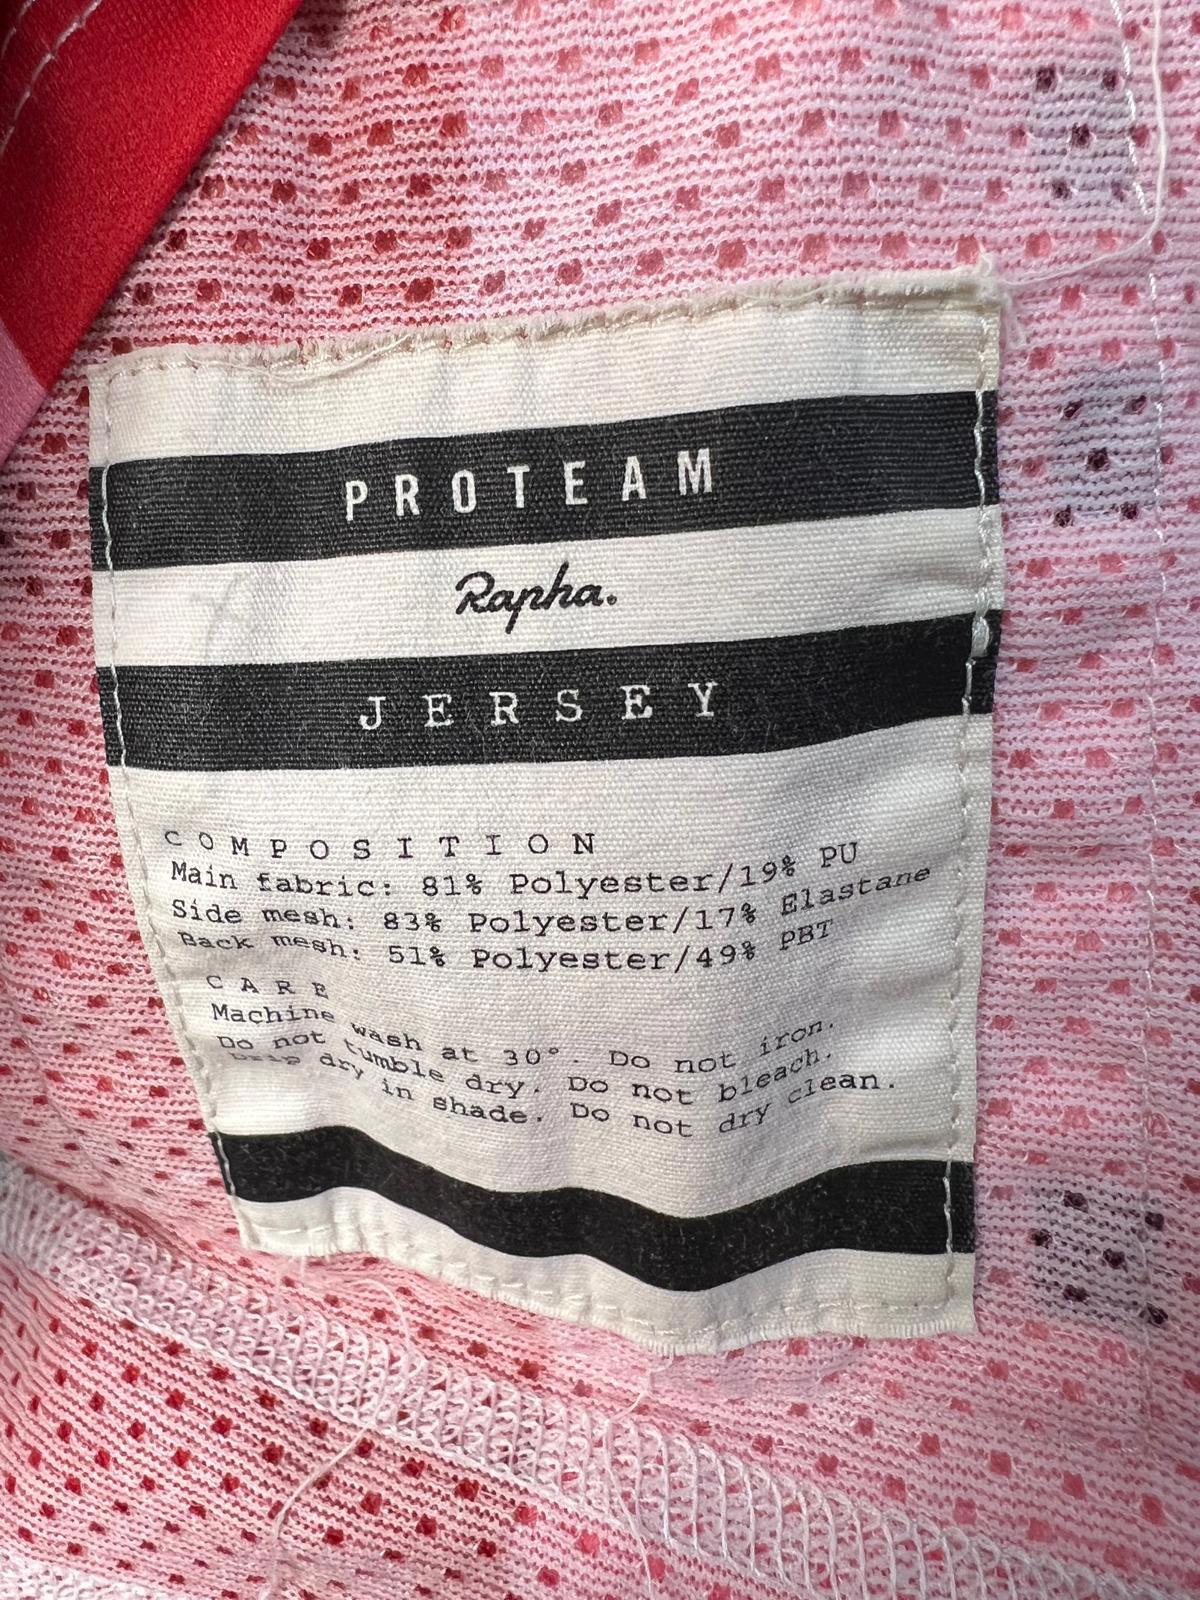 PROTEAM
Rapha.
JERSEY
COMPOSITION
Main fabric: 81% Polyester/19% PU
Side mesh: 83% Polyester/17% Elastane
Back mesh: 51% Polyester/49% PBT
CARE
Machine wash at 30°. Do not iron.
Do not tumble dry. Do not bleach.
Drip dry in shade. Do not dry clean.